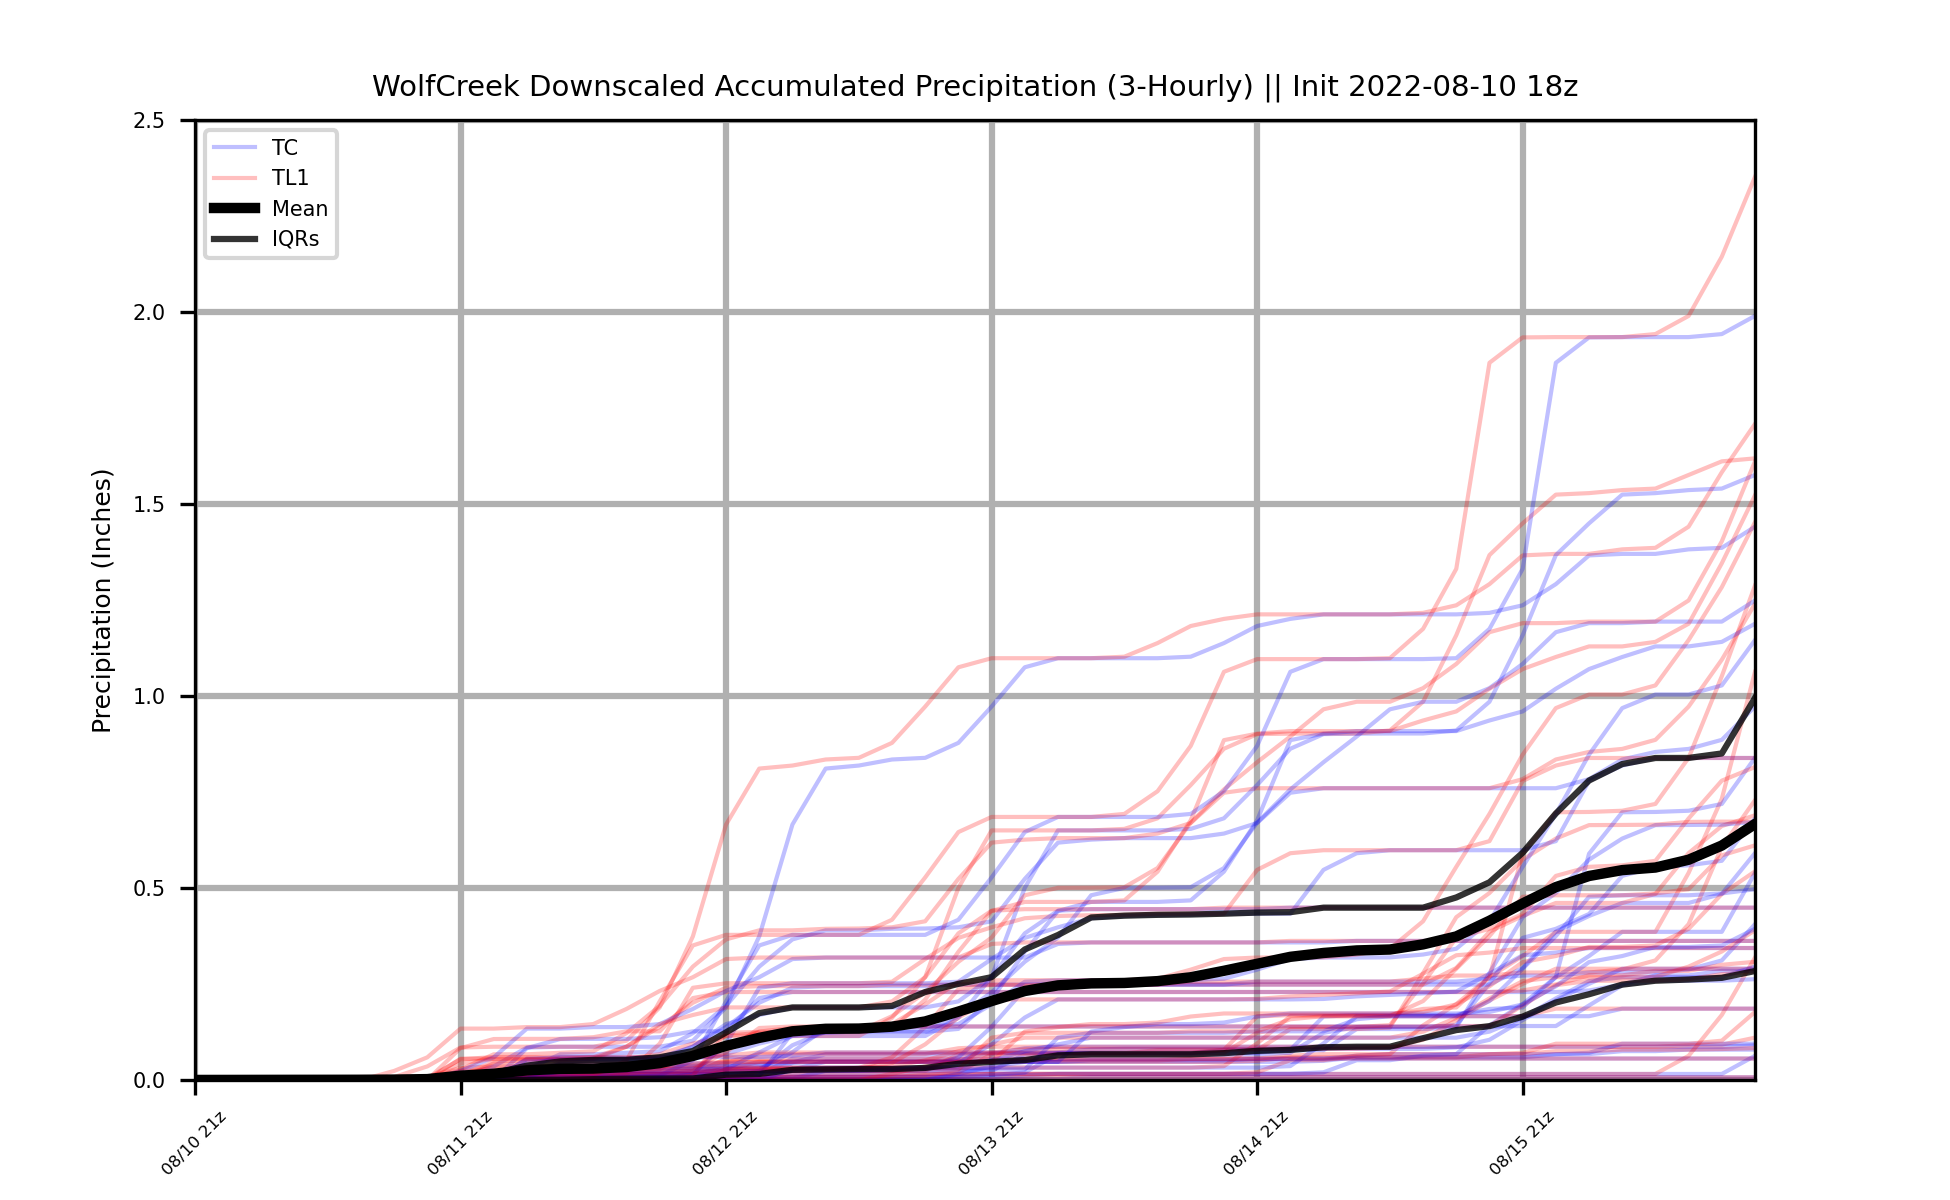 WolfCreek Downscaled Accumulated Precipitation (3-Hourly) || Init 2022-08-10 18z
2.5
2.0
1.5
1.0
0.5
0.0
Precipitation (Inches)
TC
TL1
Mean
IQRs
08/10 21z
08/11 21z
08/12 21z
08/13 21z
08/14 21z
08/15 21z